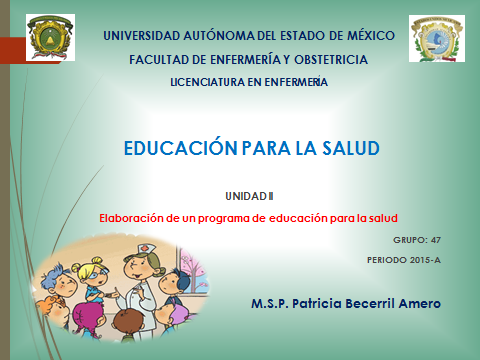 UNIVERSIDAD AUTÓNOMA DEL ESTADO DE MÉXICO
FACULTAD DE ENFERMERÍA Y OBSTETRICIA
LICENCIATURA EN ENFERMERÍA
EDUCACIÓN PARA LA SALUD
UNIDAD II
Elaboración de un programa de educación para la salud
GRUPO: 47
PERIODO 2015-A
M.S.P. Patricia Becerril Amero